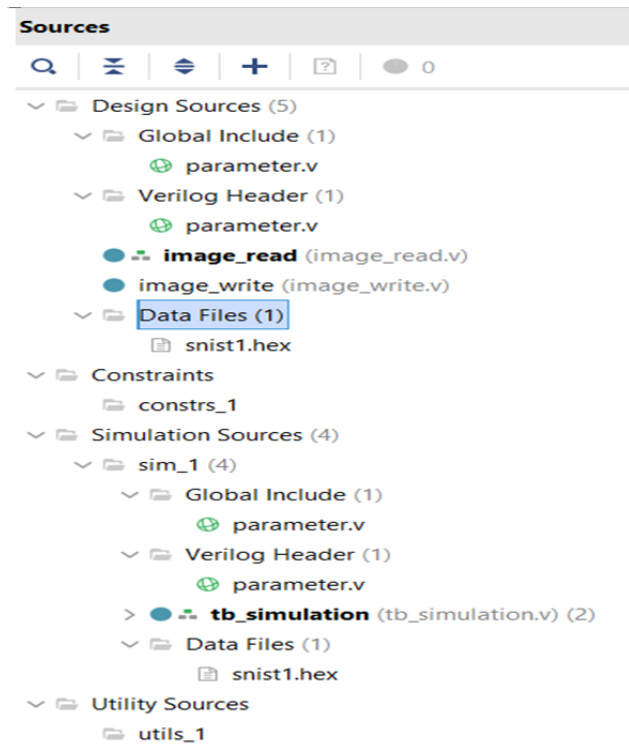 Sources
0
Design Sources (5)
Global Include (1)
parameter.v
Verilog Header (1)
parameter.v
image_read (image_read.v)
image_write (image_write.v)
Data Files (1)
snist1.hex
Constraints
constrs_1
Simulation Sources (4)
sim_1 (4)
Global Include (1)
parameter.v
Verilog Header (1)
parameter.v
tb_simulation (tb_simulation.v) (2)
Data Files (1)
snist1.hex
Utility Sources
utils_1